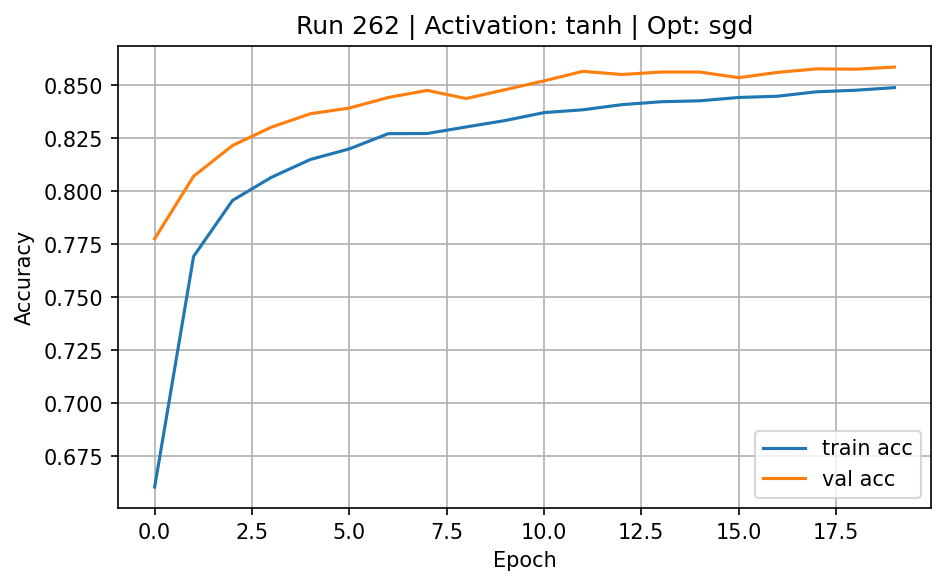 Run 262 | Activation: tanh | Opt: sgd
Accuracy
0.850
0.825
0.800
0.775
0.750
0.725
0.700
0.675
train acc
val acc
0.0 2.5 5.0 7.5 10.0 12.5 15.0 17.5
Epoch